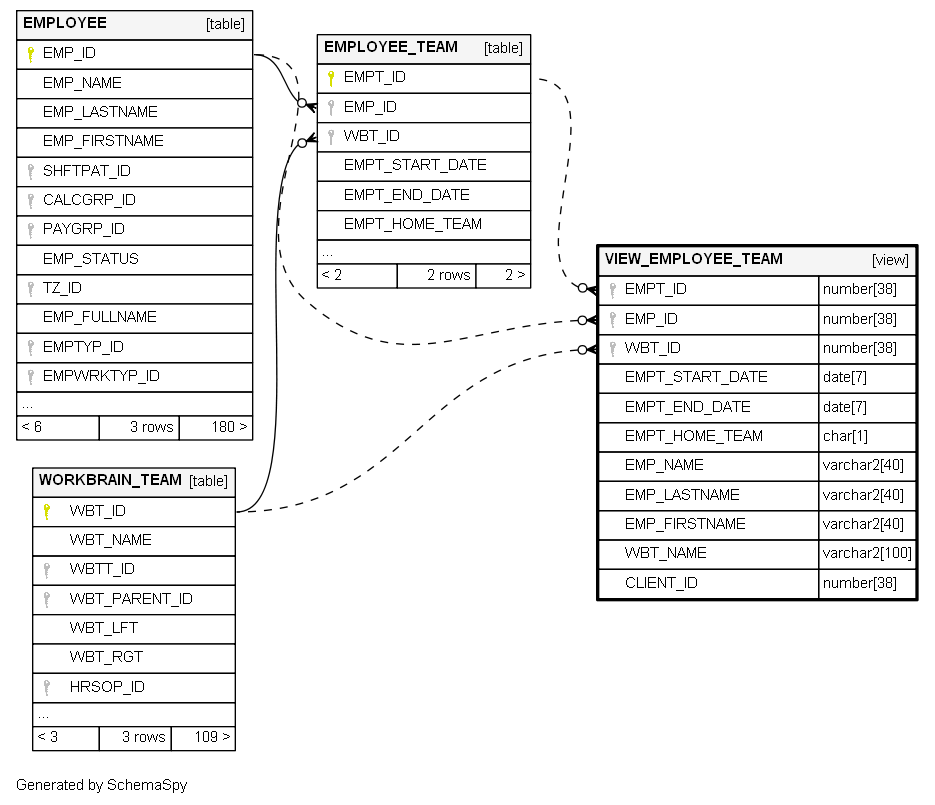 EMPLOYEE [table]
EMP_ID
EMP_NAME
EMP_LASTNAME
EMP_FIRSTNAME
SHFTPAT_ID
CALCGRP_ID
PAYGRP_ID
EMP_STATUS
TZ_ID
EMP_FULLNAME
EMPTYP_ID
EMPWRKTYP_ID
...
< 6 3 rows 180 >
EMPLOYEE_TEAM [table]
EMPT_ID
EMP_ID
WBT_ID
EMPT_START_DATE
EMPT_END_DATE
EMPT_HOME_TEAM
...
< 2 2 rows 2 >
VIEW_EMPLOYEE_TEAM [view]
EMPT_ID number[38]
EMP_ID number[38]
WBT_ID number[38]
EMPT_START_DATE date[7]
EMPT_END_DATE date[7]
EMPT_HOME_TEAM char[1]
EMP_NAME varchar2[40]
EMP_LASTNAME varchar2[40]
EMP_FIRSTNAME varchar2[40]
WBT_NAME varchar2[100]
CLIENT_ID number[38]
WORKBRAIN_TEAM [table]
WBT_ID
WBT_NAME
WBTT_ID
WBT_PARENT_ID
WBT_LFT
WBT_RGT
HRSOP_ID
...
< 3 3 rows 109 >
Generated by SchemaSpy